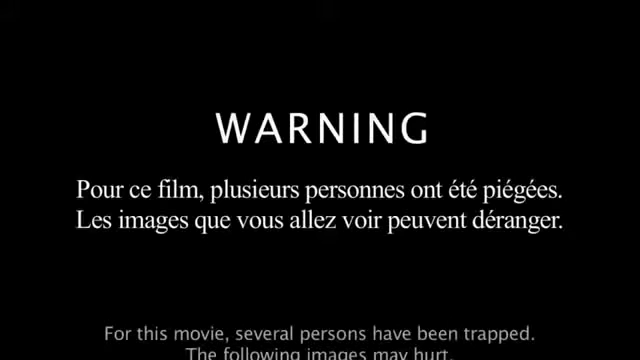 WARNING
Pour ce film, plusieurs personnes ont été piégées.
Les images que vous allez voir peuvent déranger.
For this movie, several persons have been trapped.
The following images may hurt.